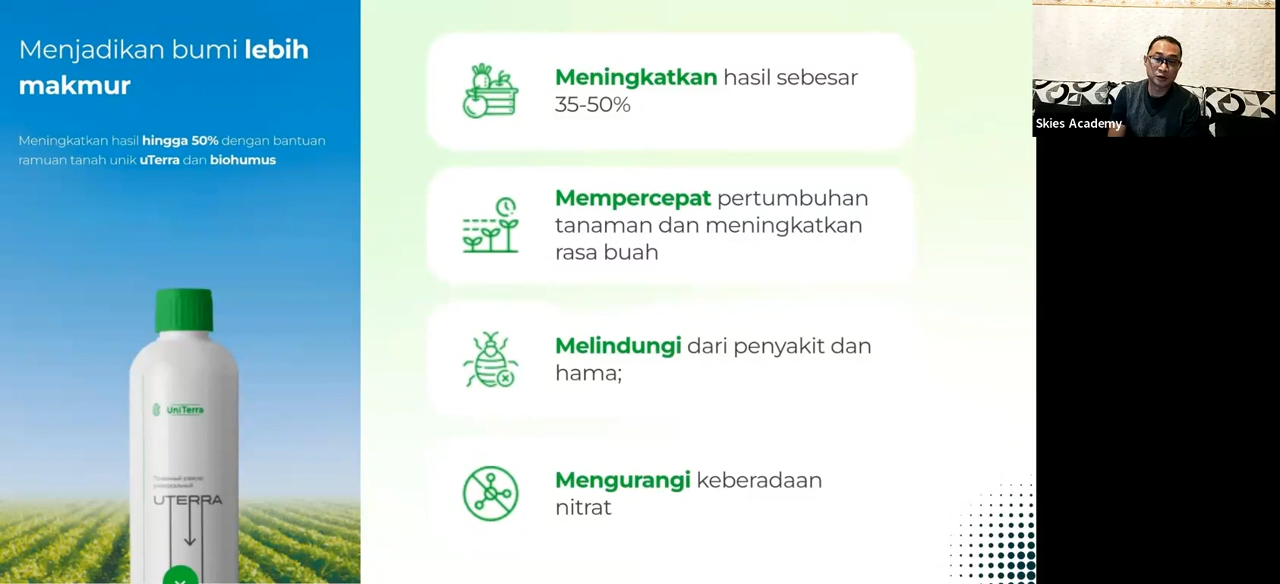 Menjadikan bumi lebih
makmur
Meningkatkan hasil hingga 50% dengan bantuan
ramuan tanah unik uTerra dan biohumus
UniTerra
UTERRA
Meningkatkan hasil sebesar
35-50%
Mempercepat pertumbuhan
tanaman dan meningkatkan
rasa buah
Melindungi dari penyakit dan
hama;
Mengurangi keberadaan
nitrat
Skies Academy